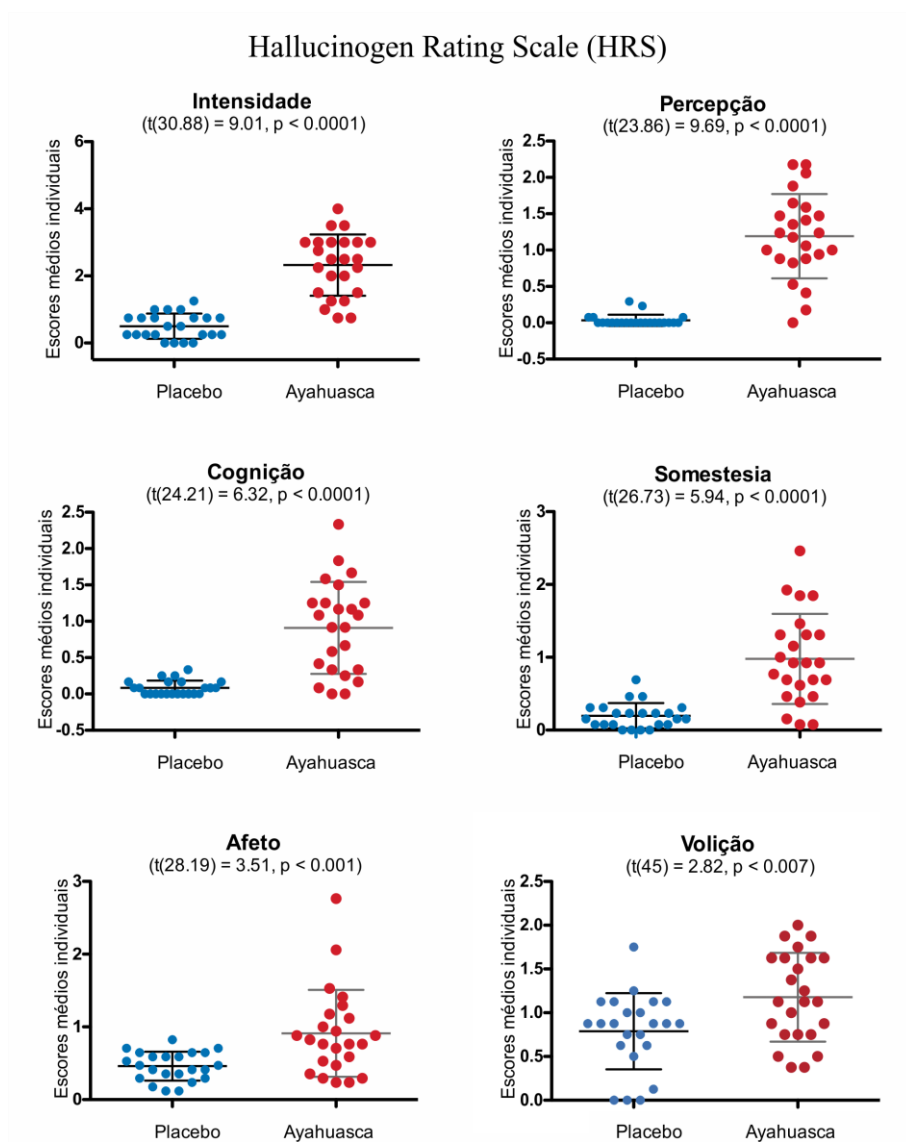 Hallucinogen Rating Scale (HRS)
Intensidade
(t(30.88) = 9.01, p < 0.0001)
Escores médios individuais
6
4
2
0
Placebo
Ayahuasca
Percepção
(t(23.86) = 9.69, p < 0.0001)
Escores médios individuais
2.5
2.0
1.5
1.0
0.5
0.0
-0.5
Placebo
Ayahuasca
Cognição
(t(24.21) = 6.32, p < 0.0001)
Escores médios individuais
2.5
2.0
1.5
1.0
0.5
0.0
-0.5
Placebo
Ayahuasca
Somestesia
(t(26.73) = 5.94, p < 0.0001)
Escores médios individuais
3
2
1
0
Placebo
Ayahuasca
Afeto
(t(28.19) = 3.51, p < 0.001)
Escores médios individuais
3
2
1
0
Placebo
Ayahuasca
Volição
(t(45) = 2.82, p < 0.007)
Escores médios individuais
2.5
2.0
1.5
1.0
0.5
0.0
Placebo
Ayahuasca